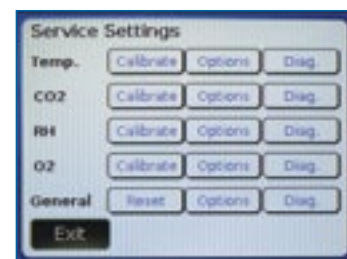 Service Settings
Temp. Calibrate Options Diag.
CO2 Calibrate Options Diag.
RH Calibrate Options Diag.
O2 Calibrate Options Diag.
General Reset Options Diag.
Exit